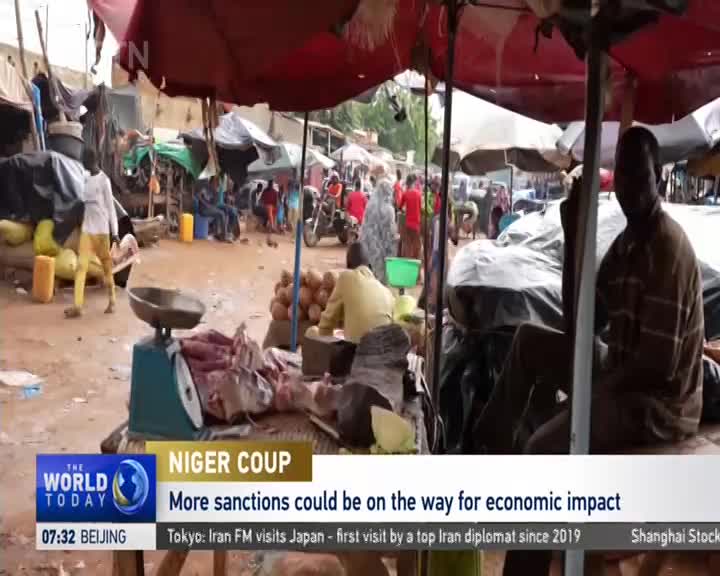 NIGER COUP
THE WORLD TODAY
More sanctions could be on the way for economic impact
07:32 BEIJING
Tokyo: Iran FM visits Japan - first visit by a top Iran diplomat since 2019
Shanghai Stock